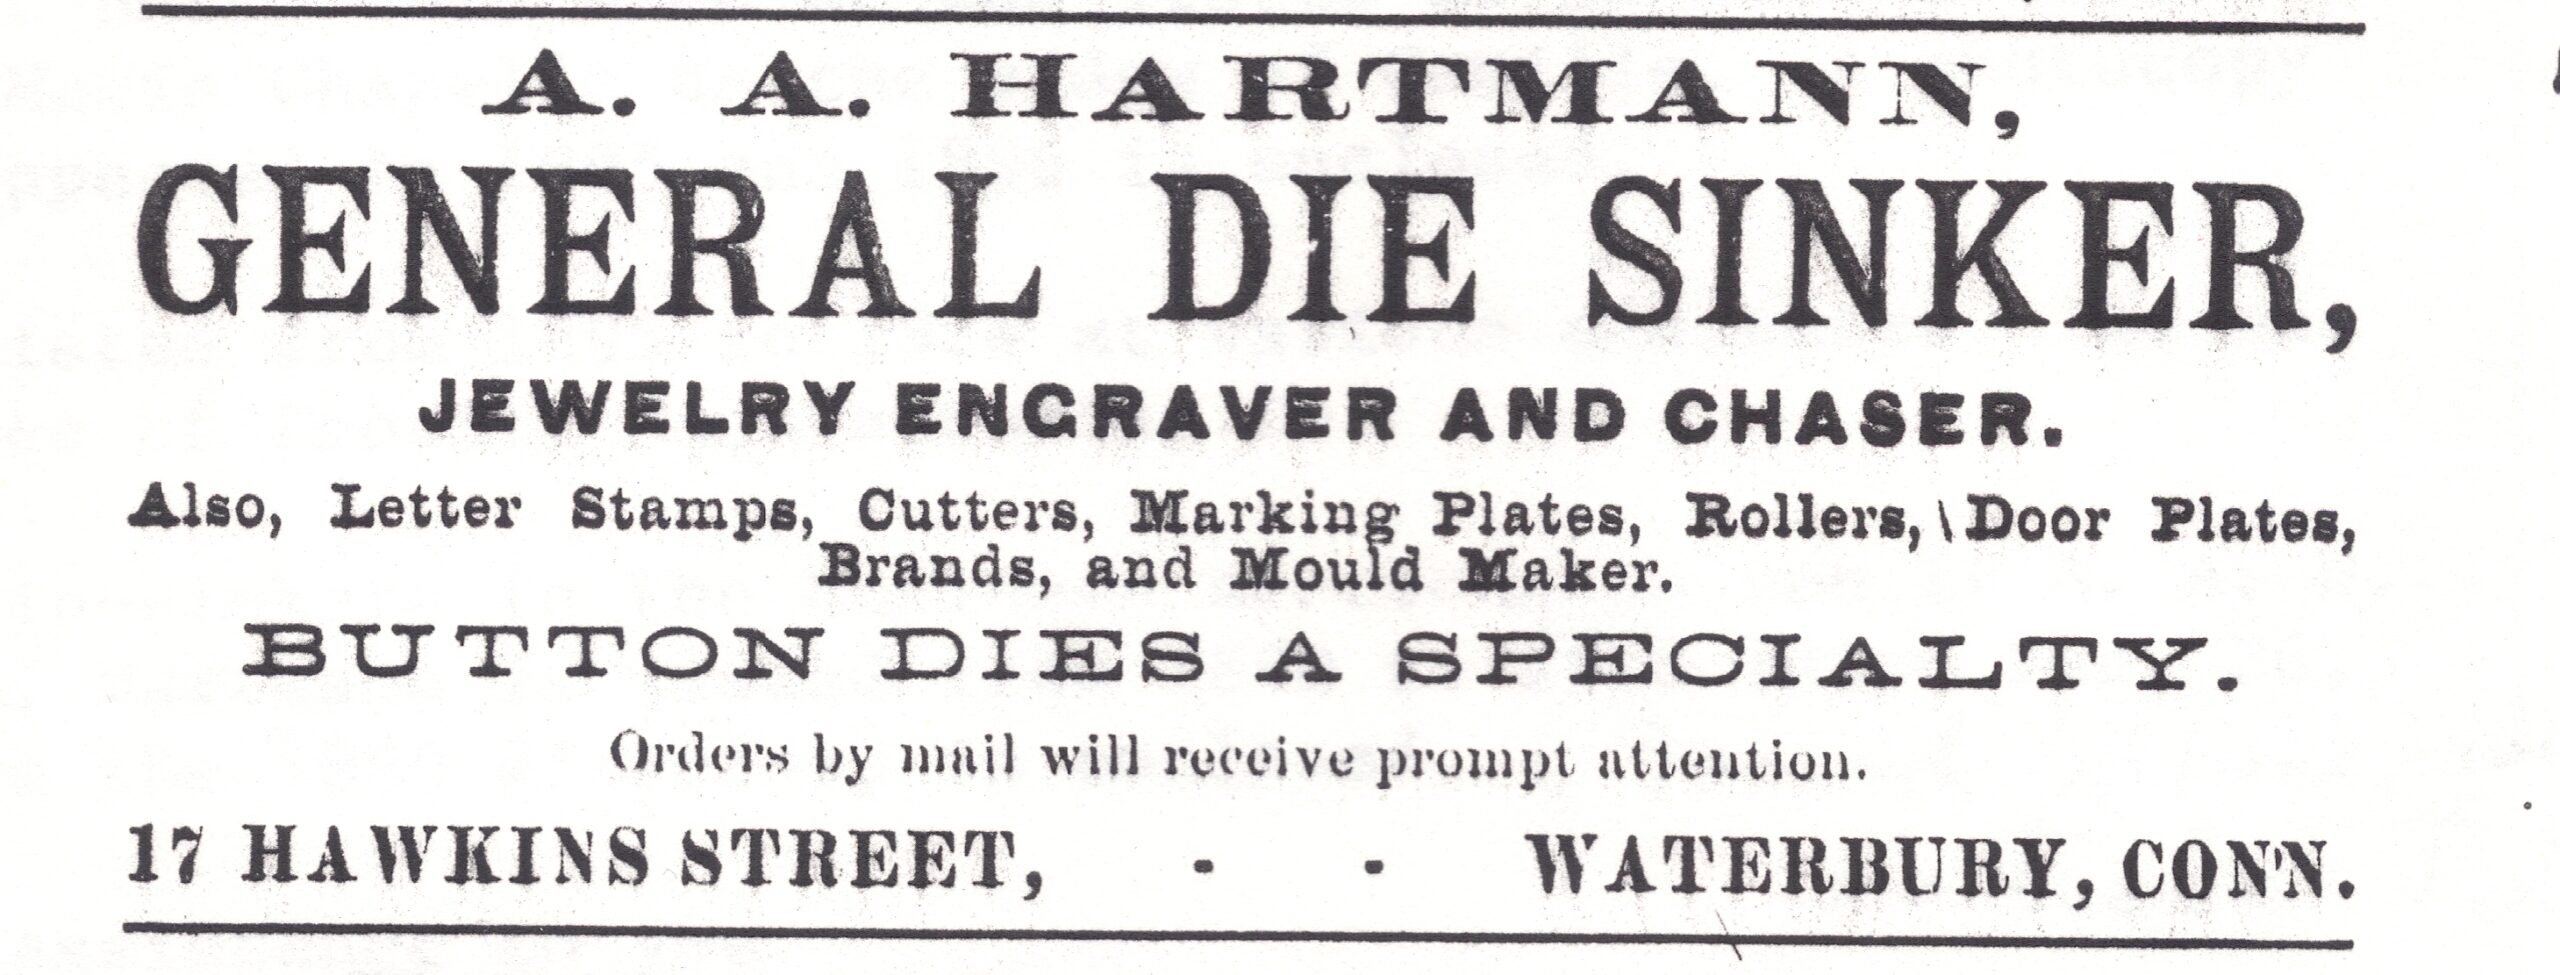 A. A. HARTMANN,
GENERAL DIE SINKER,
JEWELRY ENGRAVER AND CHASER.
Also, Letter Stamps, Cutters, Marking Plates, Rollers, Door Plates,
Brands, and Mould Maker.
BUTTON DIES A SPECIALTY.
Orders by mail will receive prompt attention.
17 HAWKINS STREET, - - WATERBURY, CONN.